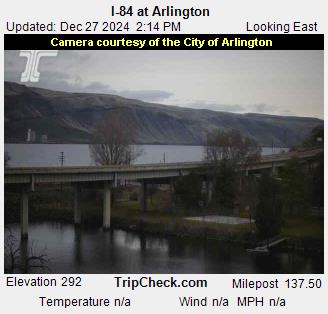 I-84 at Arlington
Updated: Dec 27 2024 2:14 PM Looking East
Camera courtesy of the City of Arlington
Elevation 292 TripCheck.com Milepost 137.50
Temperature n/a Wind n/a MPH n/a